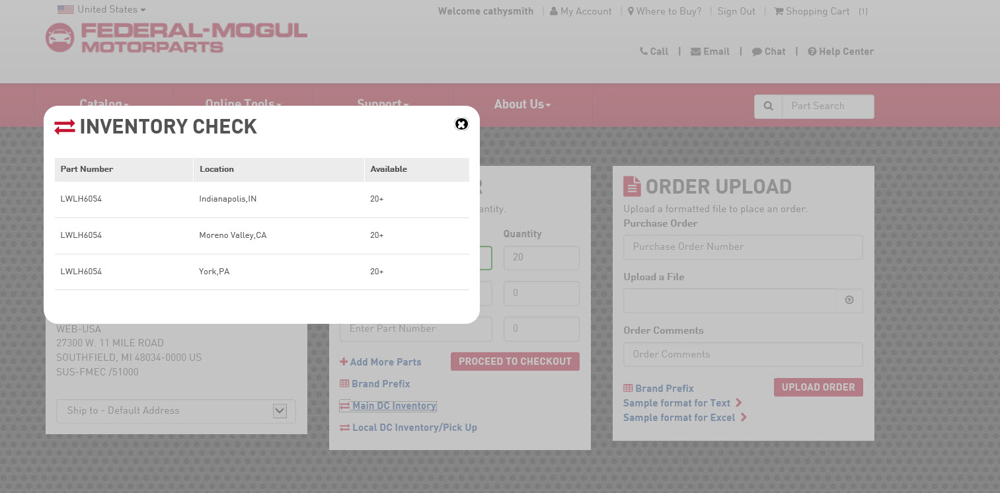 United States
Welcome cathysmith | My Account | Where to Buy? | Sign Out | Shopping Cart [1]
FEDERAL-MOGUL
MOTORPARTS
Call | Email | Chat | Help Center
Catalog Online Tools Support About Us
Part Search
INVENTORY CHECK
Part Number Location Available
LWLH6054 Indianapolis,IN 20+
LWLH6054 Moreno Valley,CA 20+
LWLH6054 York,PA 20+
WEB-USA
27300 W. 11 MILE ROAD
SOUTHFIELD, MI 48034-0000 US
SUS-FMEC /51000
Ship to - Default Address
Quantity
20
0
Enter Part Number 0
Add More Parts PROCEED TO CHECKOUT
Brand Prefix
Main DC Inventory
Local DC Inventory/Pick Up
ORDER UPLOAD
Upload a formatted file to place an order.
Purchase Order
Purchase Order Number
Upload a File
Order Comments
Order Comments
Brand Prefix UPLOAD ORDER
Sample format for Text
Sample format for Excel